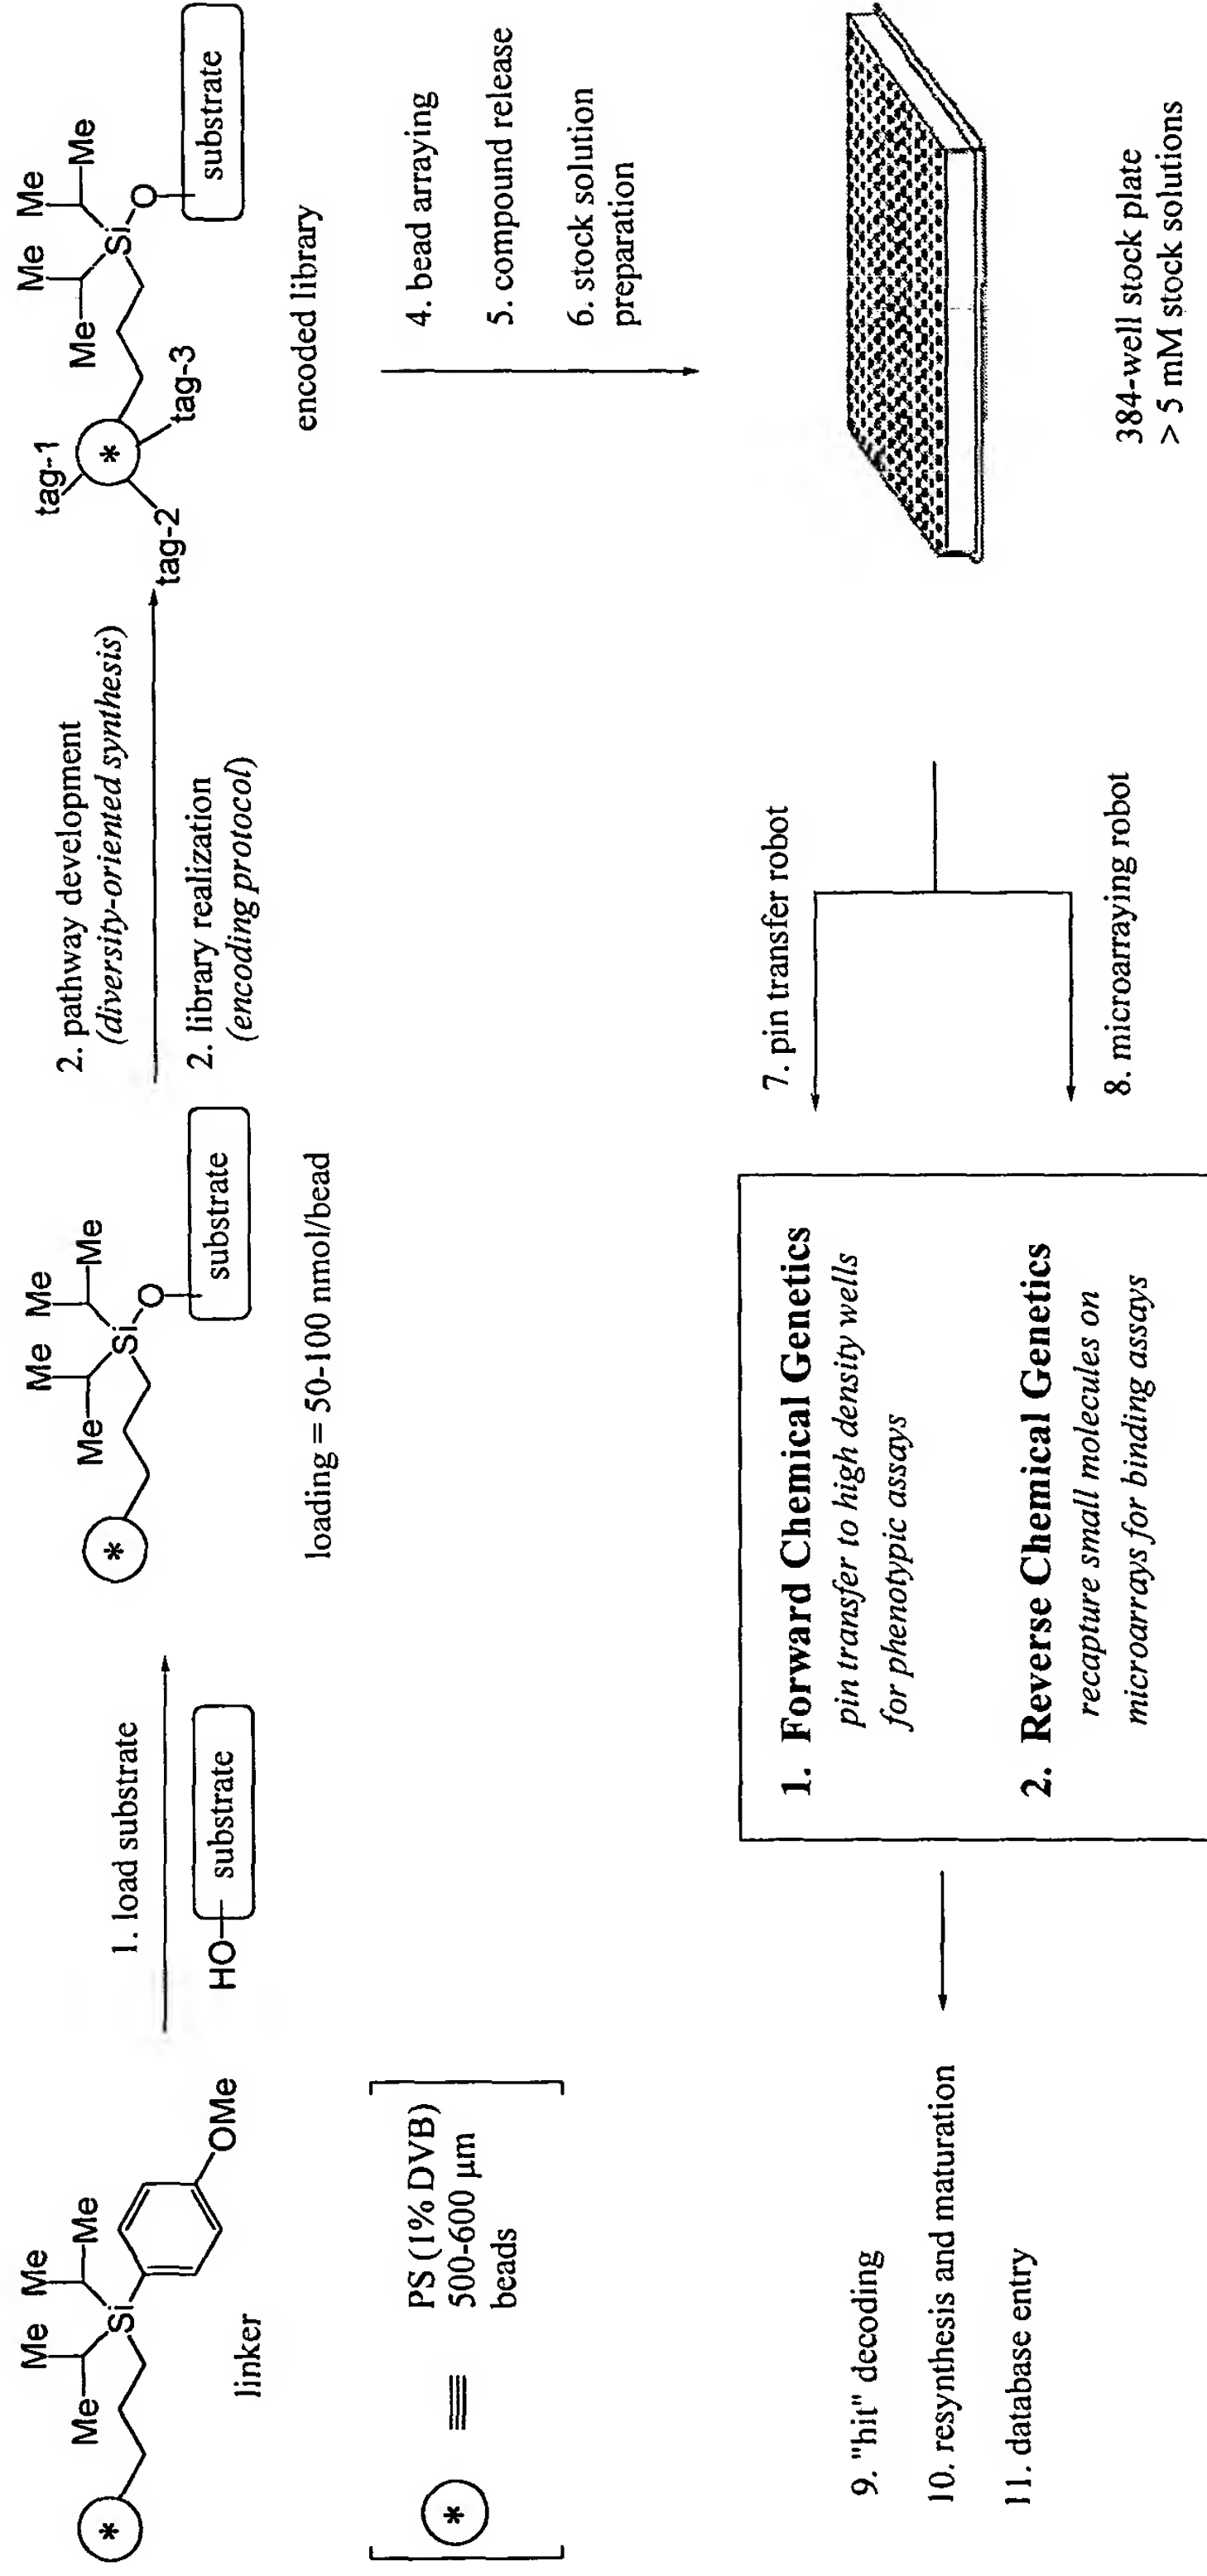 Me
Me
Me
Me
Si
*
OMe
linker
1. load substrate
HO
substrate
Me
Me
Me
Me
Si
O
*
substrate
loading = 50-100 nmol/bead
2. pathway development
(diversity-oriented synthesis)
2. library realization
(encoding protocol)
Me
Me
Me
Me
Si
O
tag-1
*
tag-3
tag-2
substrate
encoded library
*
PS (1% DVB)
500-600 µm
beads
4. bead arraying
5. compound release
6. stock solution
preparation
384-well stock plate
> 5 mM stock solutions
7. pin transfer robot
8. microarraying robot
1. Forward Chemical Genetics
pin transfer to high density wells
for phenotypic assays
2. Reverse Chemical Genetics
recapture small molecules on
microarrays for binding assays
9. "hit" decoding
10. resynthesis and maturation
11. database entry